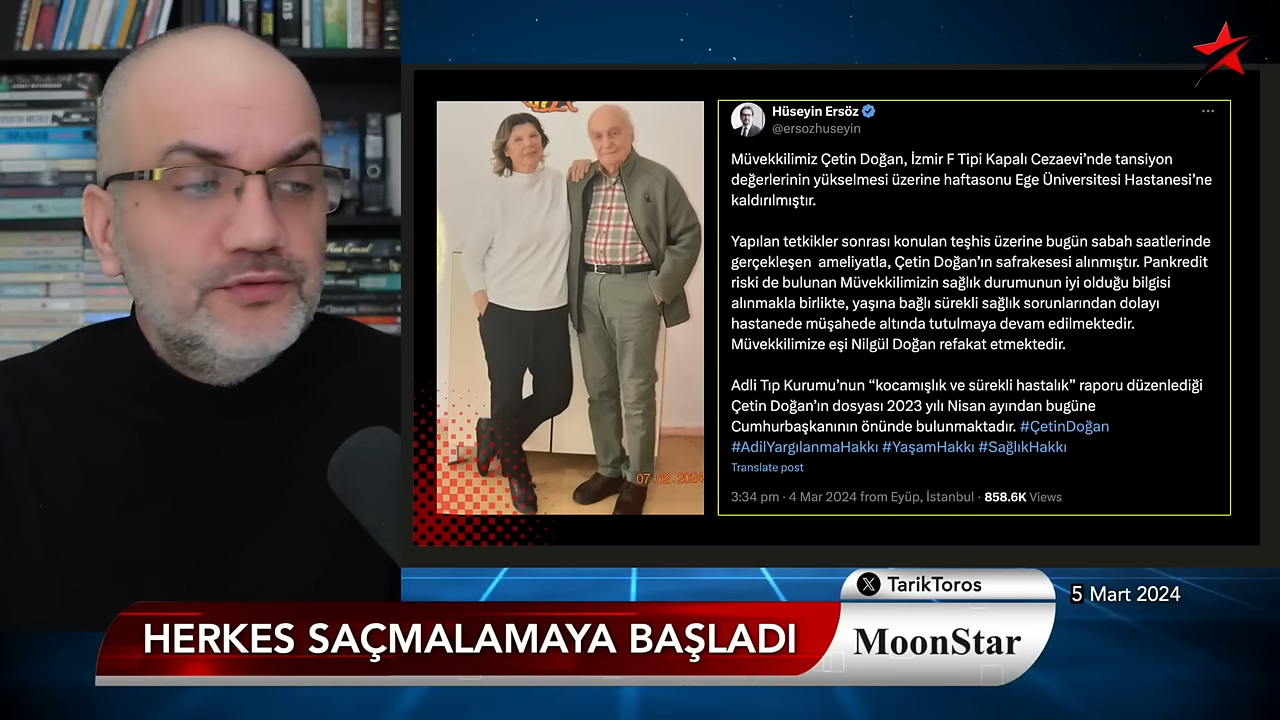 Hüseyin Ersöz
@ersozhuseyin
Müvekkilimiz Çetin Doğan, İzmir F Tipi Kapalı Cezaevi’nde tansiyon
değerlerinin yükselmesi üzerine haftasonu Ege Üniversitesi Hastanesi’ne
kaldırılmıştır.
Yapılan tetkikler sonrası konulan teşhis üzerine bugün sabah saatlerinde
gerçekleşen ameliyatla, Çetin Doğan’ın safrakesesi alınmıştır. Pankredit
riski de bulunan Müvekkilimizin sağlık durumunun iyi olduğu bilgisi
alınmakla birlikte, yaşına bağlı sürekli sağlık sorunlarından dolayı
hastanede müşahede altında tutulmaya devam edilmektedir.
Müvekkilimize eşi Nilgül Doğan refakat etmektedir.
Adli Tıp Kurumu’nun “kocamışlık ve sürekli hastalık” raporu düzenlediği
Çetin Doğan’ın dosyası 2023 yılı Nisan ayından bugüne
Cumhurbaşkanının önünde bulunmaktadır. #ÇetinDoğan
#AdilYargılanmaHakkı #YaşamHakkı #SağlıkHakkı
Translate post
3:34 pm · 4 Mar 2024 from Eyüp, İstanbul · 858.6K Views
07 02 2024
TarikToros
5 Mart 2024
HERKES SAÇMALAMAYA BAŞLADI
MoonStar